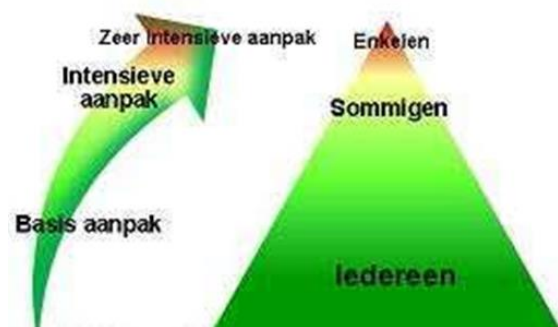 Zeer Intensieve aanpak
Enkelen
Intensieve
aanpak
Sommigen
Basis aanpak
Iedereen